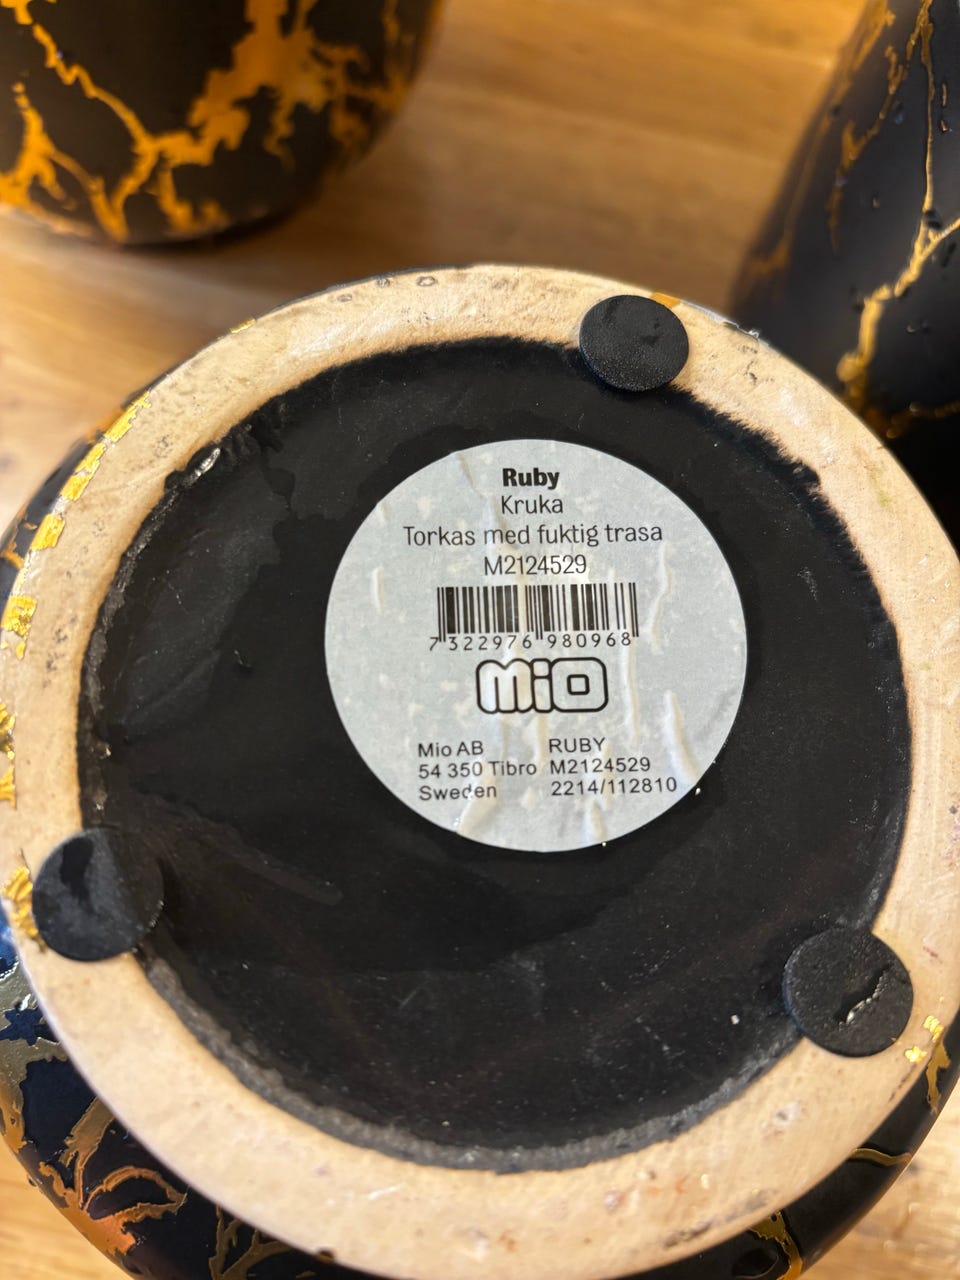 Ruby
Kruka
Torkas med fuktig trasa
M2124529
7 322976 980968
MiO
Mio AB
54 350 Tibro
Sweden
RUBY
M2124529
2214/112810